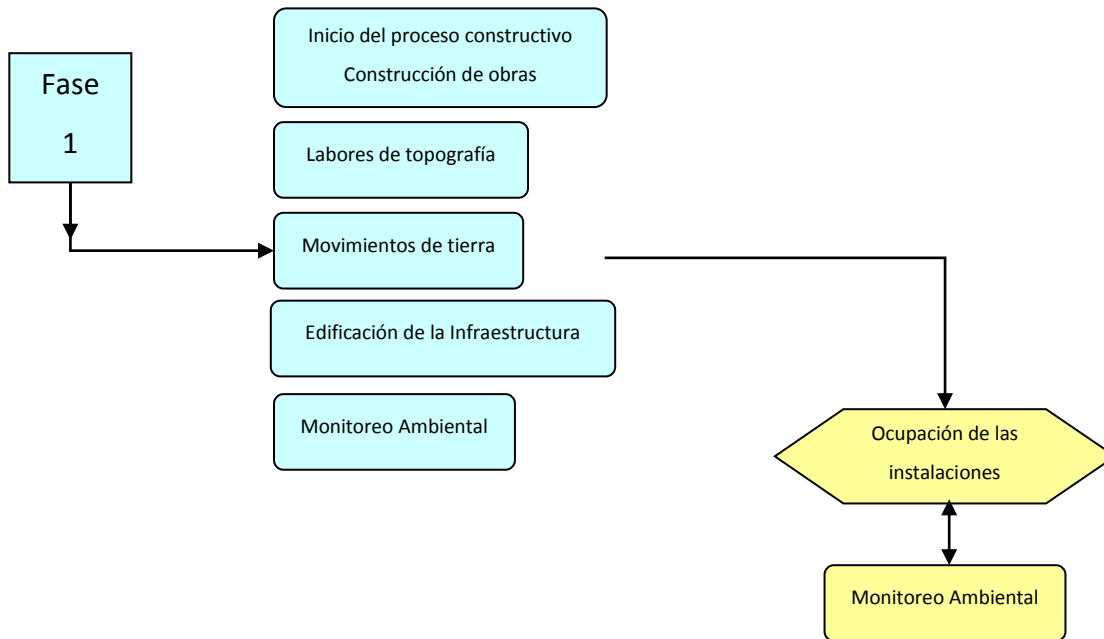 Fase
1
Inicio del proceso constructivo
Construcción de obras
Labores de topografía
Movimientos de tierra
Edificación de la Infraestructura
Monitoreo Ambiental
Ocupación de las
instalaciones
Monitoreo Ambiental